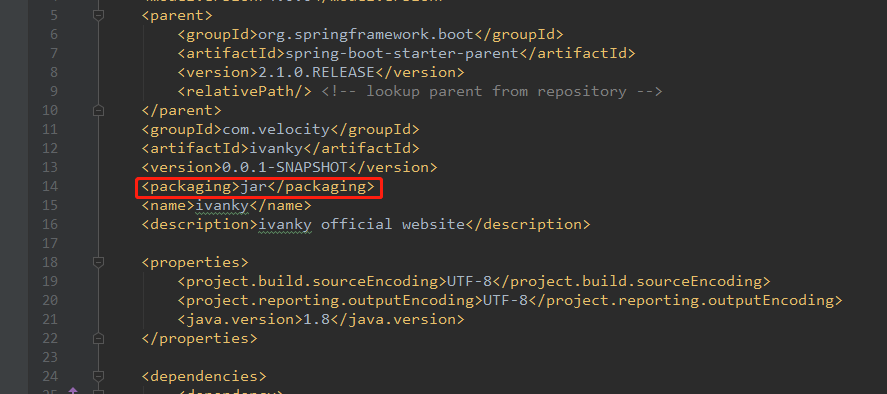 5 <parent>
6 <groupId>org.springframework.boot</groupId>
7 <artifactId>spring-boot-starter-parent</artifactId>
8 <version>2.1.0.RELEASE</version>
9 <relativePath/> <!-- lookup parent from repository -->
10 </parent>
11 <groupId>com.velocity</groupId>
12 <artifactId>ivanky</artifactId>
13 <version>0.0.1-SNAPSHOT</version>
14 <packaging>jar</packaging>
15 <name>ivanky</name>
16 <description>ivanky official website</description>
17
18 <properties>
19 <project.build.sourceEncoding>UTF-8</project.build.sourceEncoding>
20 <project.reporting.outputEncoding>UTF-8</project.reporting.outputEncoding>
21 <java.version>1.8</java.version>
22 </properties>
23
24 <dependencies>